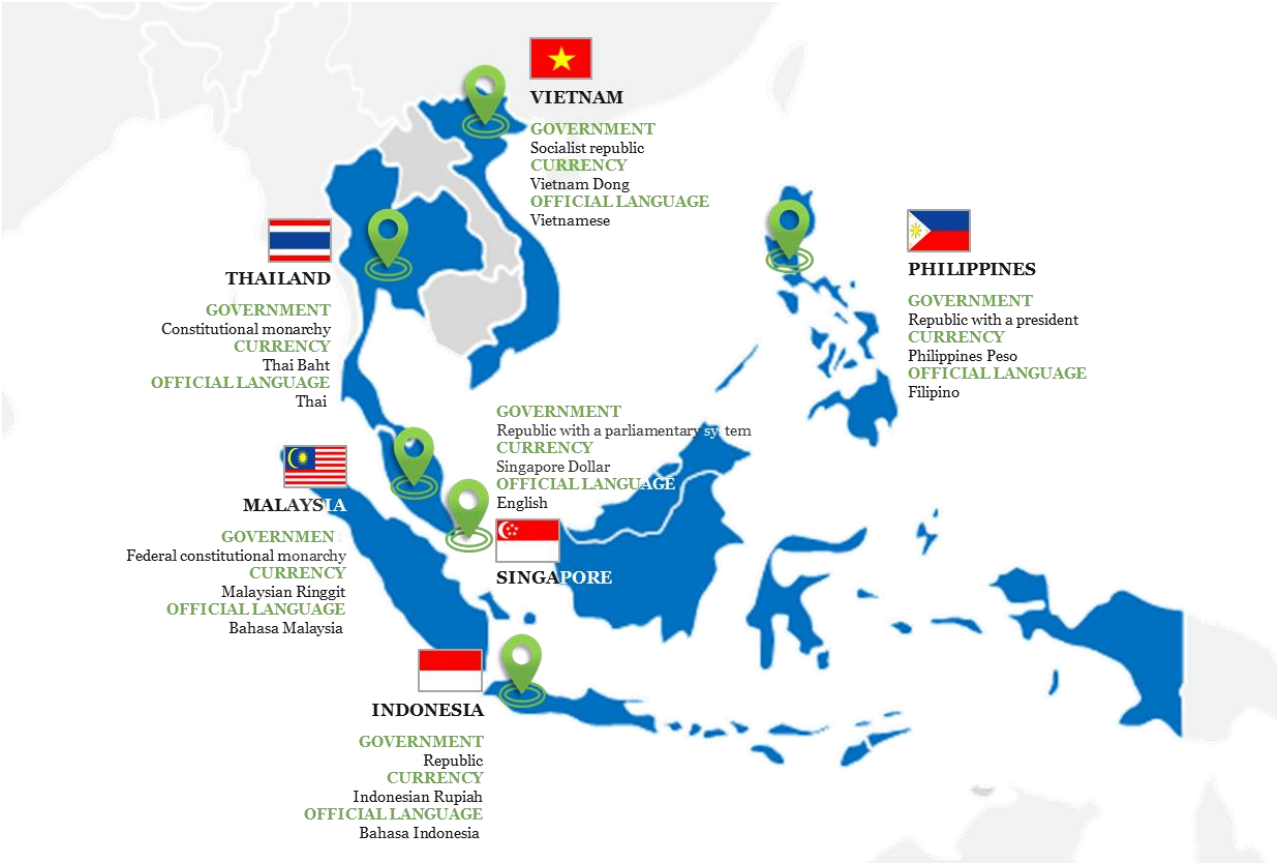 VIETNAM
GOVERNMENT
Socialist republic
CURRENCY
Vietnam Dong
OFFICIAL LANGUAGE
Vietnamese
THAILAND
GOVERNMENT
Constitutional monarchy
CURRENCY
Thai Baht
OFFICIAL LANGUAGE
Thai
PHILIPPINES
GOVERNMENT
Republic with a president
CURRENCY
Philippines Peso
OFFICIAL LANGUAGE
Filipino
GOVERNMENT
Republic with a parliamentary sy tem
CURRENCY
Singapore Dollar
OFFICIAL LANGUAGE
English
SINGAPORE
MALAYSIA
GOVERNMEN
Federal constitutional monarchy
CURRENCY
Malaysian Ringgit
OFFICIAL LANGUAGE
Bahasa Malaysia
INDONESIA
GOVERNMENT
Republic
CURRENCY
Indonesian Rupiah
OFFICIAL LANGUAGE
Bahasa Indonesia